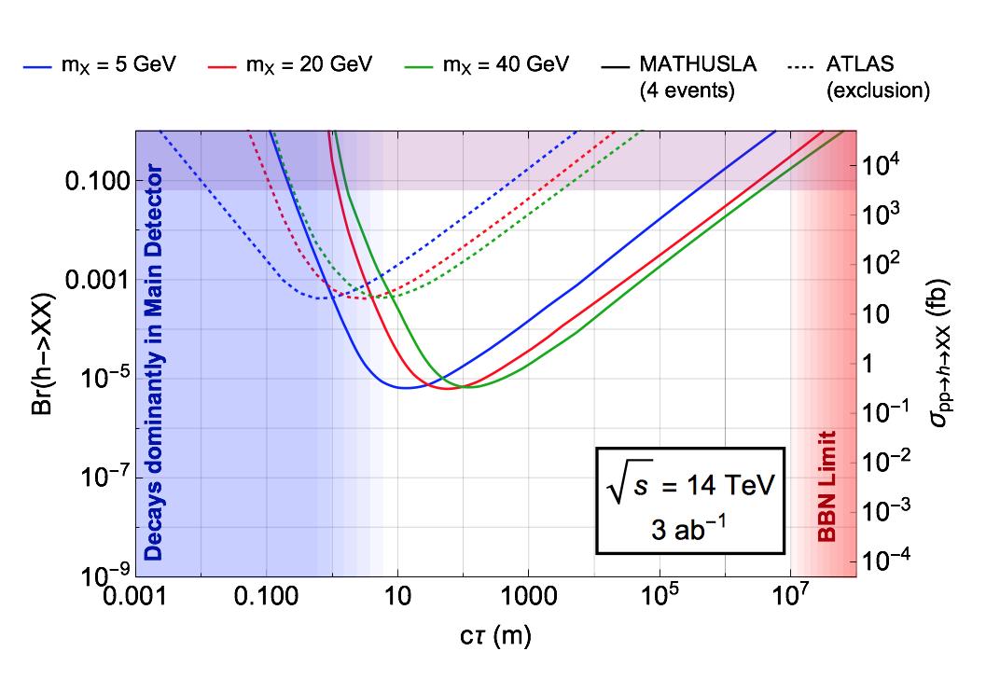 m_X = 5 GeV m_X = 20 GeV m_X = 40 GeV MATHUSLA (4 events) ATLAS (exclusion)
Br(h−>XX)
0.100
0.001
10^−5
10^−7
10^−9
Decays dominantly in Main Detector
√s = 14 TeV
3 ab^−1
BBN Limit
10^4
10^3
10^2
10
1
10^−1
10^−2
10^−3
10^−4
σ_pp→h→XX (fb)
0.001 0.100 10 1000 10^5 10^7
cτ (m)